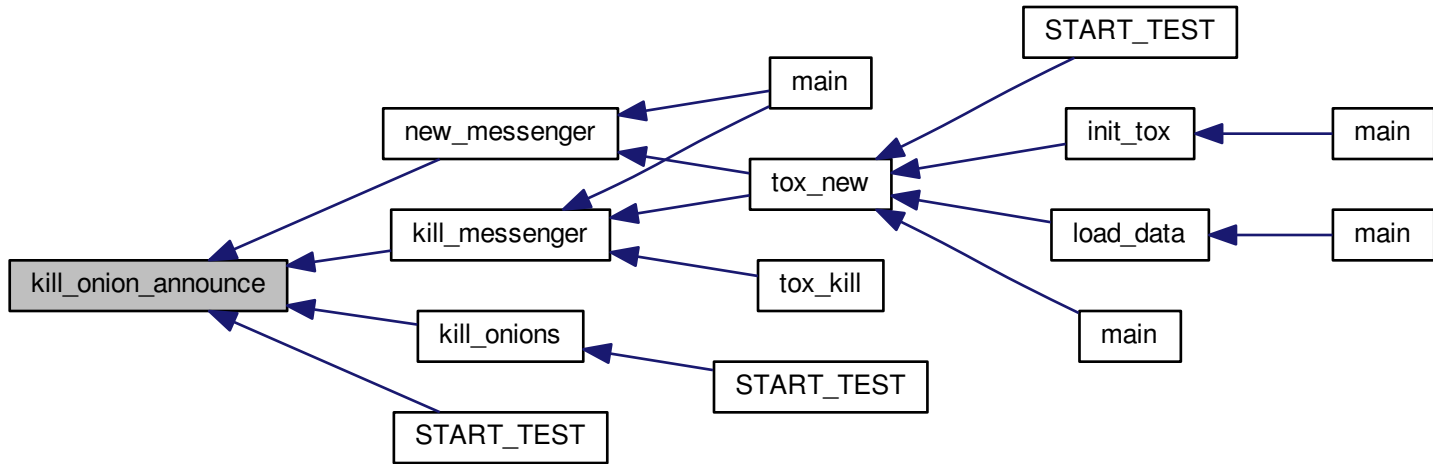 START_TEST
main
new_messenger
init_tox
main
tox_new
kill_messenger
load_data
main
kill_onion_announce
tox_kill
kill_onions
main
START_TEST
START_TEST